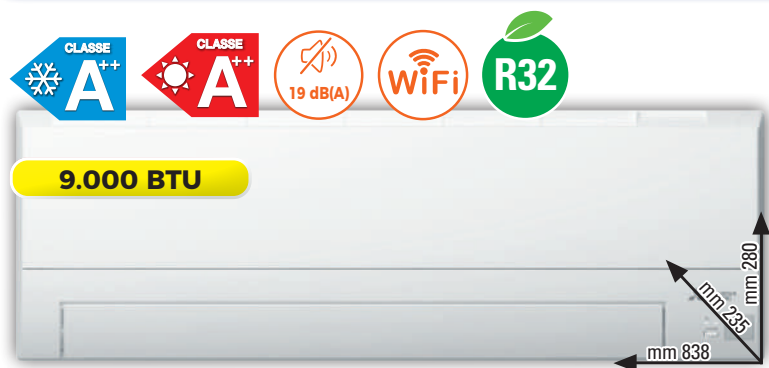 CLASSE
A++
CLASSE
A++
19 dB(A)
WiFi
R32
9.000 BTU
mm 280
mm 235
mm 838